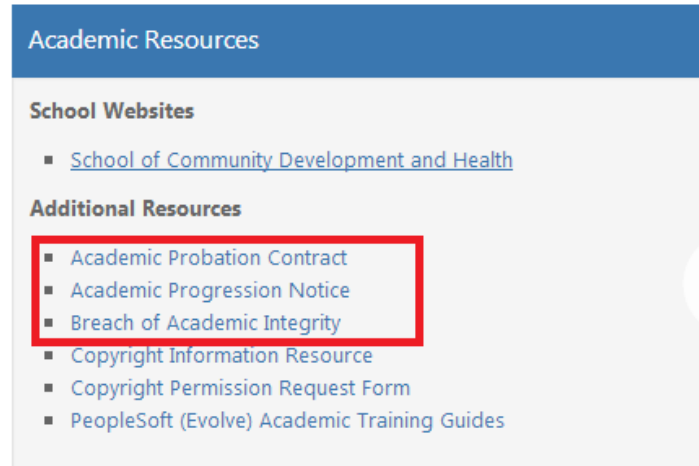 Academic Resources
School Websites
School of Community Development and Health
Additional Resources
Academic Probation Contract
Academic Progression Notice
Breach of Academic Integrity
Copyright Information Resource
Copyright Permission Request Form
PeopleSoft (Evolve) Academic Training Guides